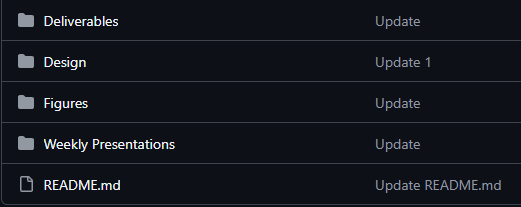 Deliverables Update
Design Update 1
Figures Update
Weekly Presentations Update
README.md Update README.md